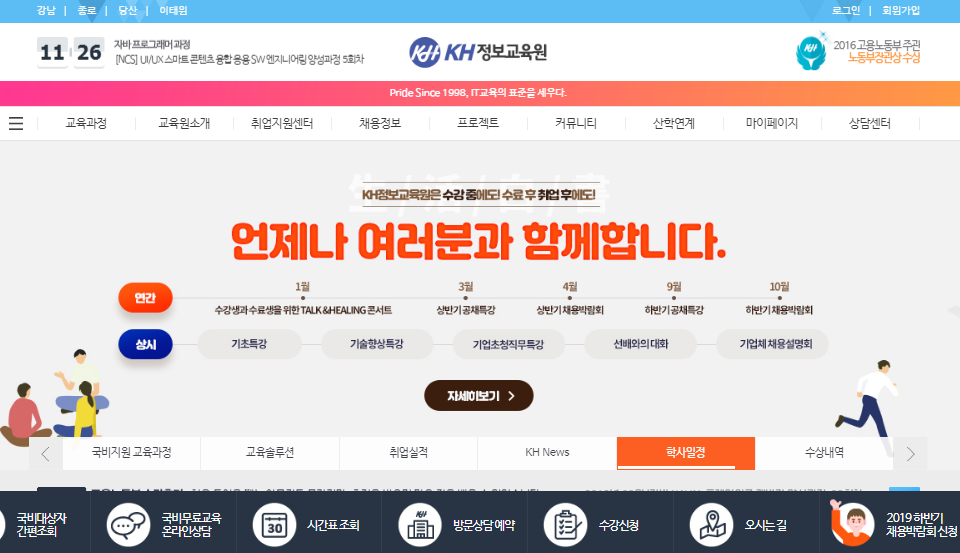 강남 | 종로 | 당산 | 이태원
로그인 | 회원가입
11 26
자바 프로그래머 과정
[NCS] UI/UX 스마트 콘텐츠 융합 응용 SW 엔지니어링 양성과정 5회차
KH 정보교육원
2016 고용노동부 주관
노동부장관상 수상
Pride Since 1998, IT교육의 표준을 세우다.
교육과정 교육원소개 취업지원센터 채용정보 프로젝트 커뮤니티 산학연계 마이페이지 상담센터
KH정보교육원은 수강 중에도! 수료 후 취업 후에도!
언제나 여러분과 함께합니다.
1월 3월 4월 9월 10월
연간
수강생과 수료생을 위한 TALK &HEALING 콘서트 상반기 공채특강 상반기 채용박람회 하반기 공채특강 하반기 채용박람회
상시 기초특강 기술향상특강 기업초청직무특강 선배와의 대화 기업체 채용설명회
자세히보기 >
국비지원 교육과정 교육솔루션 취업실적 KH News 학사일정 수상내역
국비대상자
간편조회
국비무료교육
온라인상담
30
시간표 조회
KH
방문상담 예약
수강신청
오시는 길
2019 하반기
채용박람회 신청